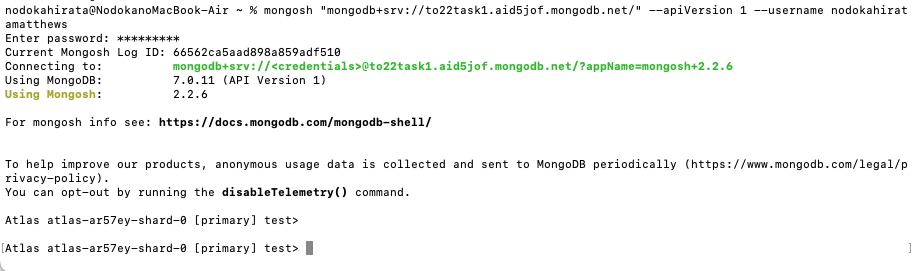 nodokahirata@NodokanoMacBook-Air ~ % mongosh "mongodb+srv://to22task1.aid5jof.mongodb.net/" --apiVersion 1 --username nodokahirat
amatthews
Enter password: *********
Current Mongosh Log ID: 66562ca5aad898a859adf510
Connecting to: mongodb+srv://<credentials>@to22task1.aid5jof.mongodb.net/?appName=mongosh+2.2.6
Using MongoDB: 7.0.11 (API Version 1)
Using Mongosh: 2.2.6
For mongosh info see: https://docs.mongodb.com/mongodb-shell/
To help improve our products, anonymous usage data is collected and sent to MongoDB periodically (https://www.mongodb.com/legal/p
rivacy-policy).
You can opt-out by running the disableTelemetry() command.
Atlas atlas-ar57ey-shard-0 [primary] test>
[Atlas atlas-ar57ey-shard-0 [primary] test> ]